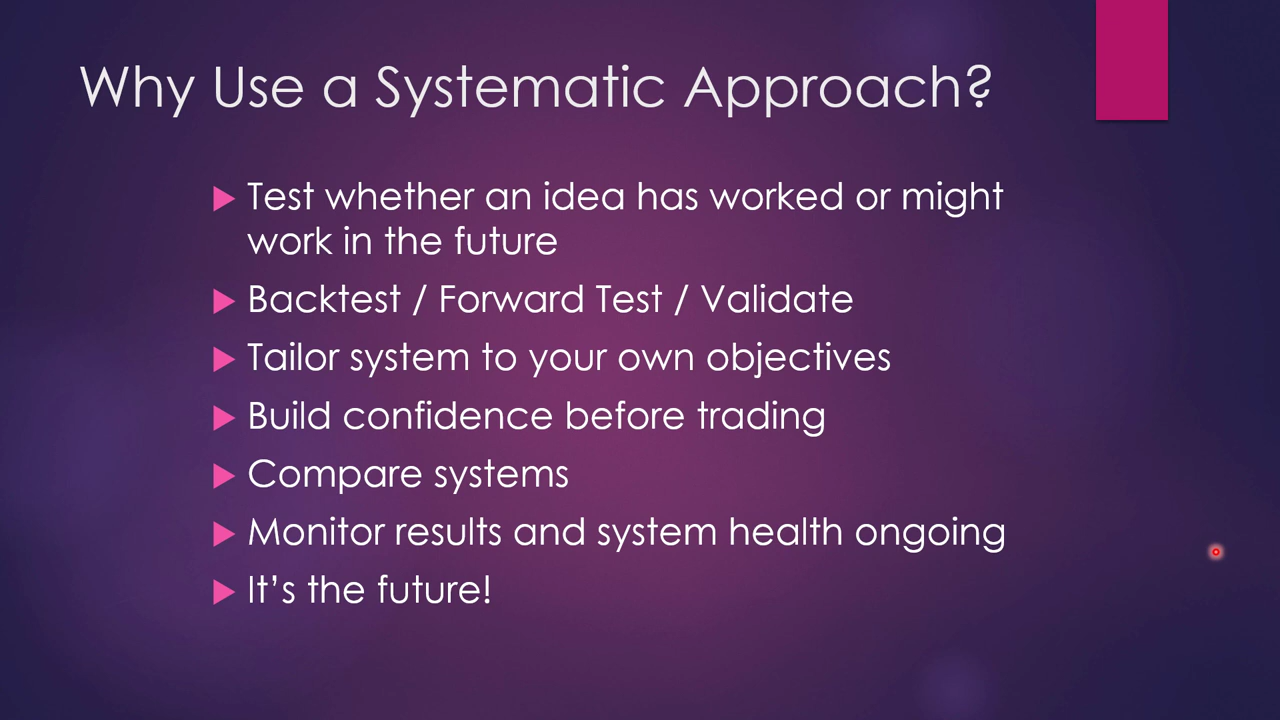 Why Use a Systematic Approach?
Test whether an idea has worked or might
work in the future
Backtest / Forward Test / Validate
Tailor system to your own objectives
Build confidence before trading
Compare systems
Monitor results and system health ongoing
It’s the future!